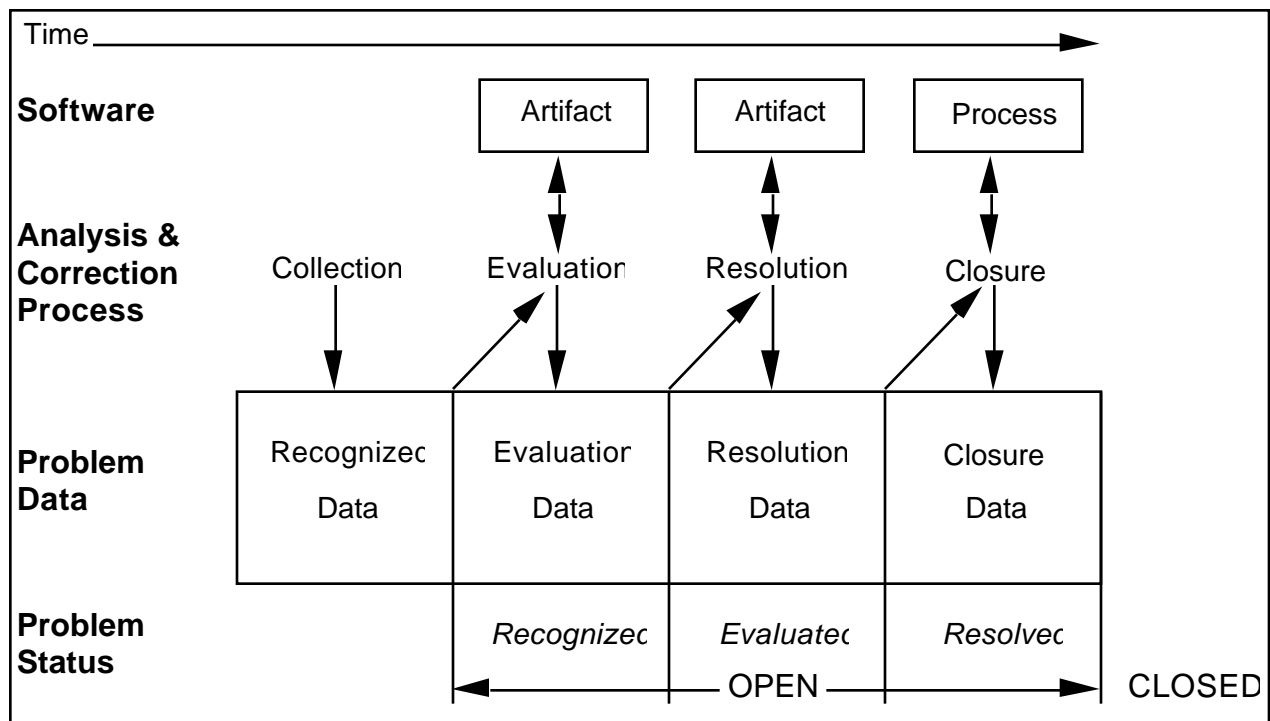 Time
Software
Artifact
Artifact
Process
Analysis &
Correction
Process
Collection
Evaluation
Resolution
Closure
Problem
Data
Recognized
Data
Evaluation
Data
Resolution
Data
Closure
Data
Problem
Status
Recognized
Evaluated
Resolved
OPEN
CLOSED